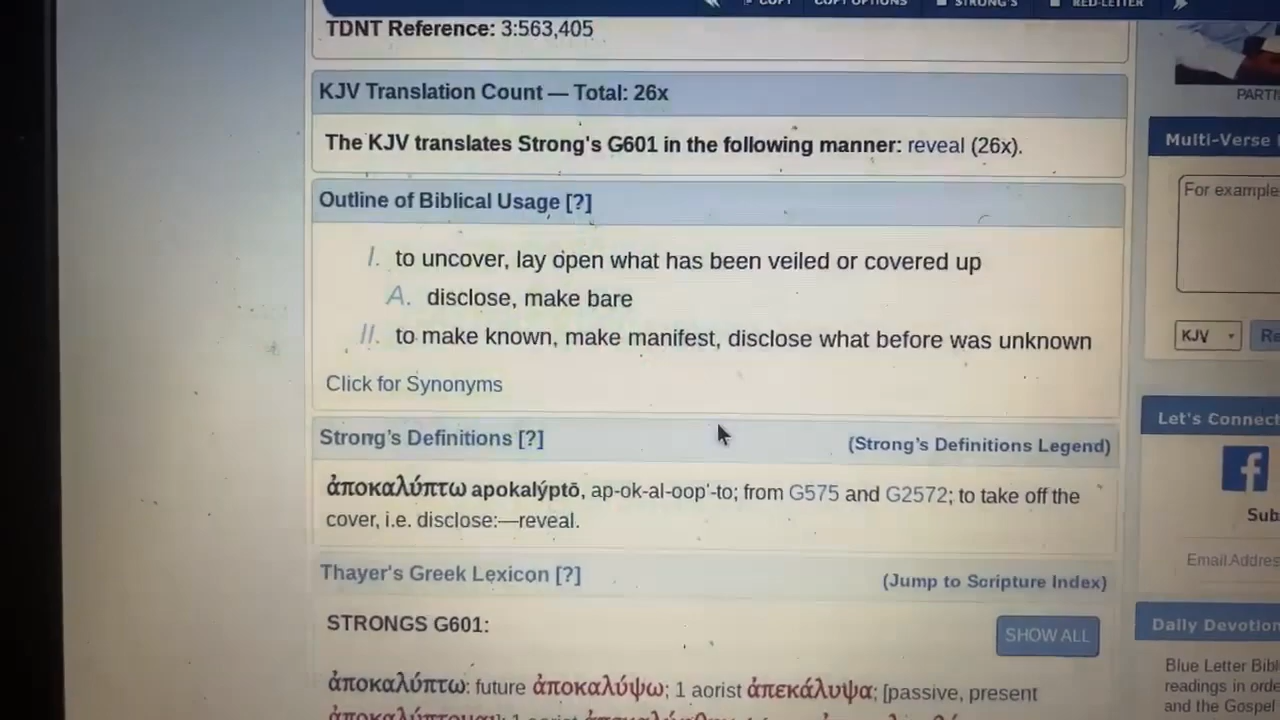 COPY COPY OPTIONS STRONG'S RED-LETTER
TDNT Reference: 3:563,405
KJV Translation Count — Total: 26x
The KJV translates Strong's G601 in the following manner: reveal (26x).
Outline of Biblical Usage [?]
I. to uncover, lay open what has been veiled or covered up
A. disclose, make bare
II. to make known, make manifest, disclose what before was unknown
Click for Synonyms
Strong's Definitions [?] (Strong's Definitions Legend)
ἀποκαλύπτω apokalýptō, ap-ok-al-oop'-to; from G575 and G2572; to take off the
cover, i.e. disclose:—reveal.
Thayer's Greek Lexicon [?] (Jump to Scripture Index)
STRONGS G601:
SHOW ALL
ἀποκαλύπτω: future ἀποκαλύψω; 1 aorist ἀπεκάλυψα; [passive, present
Multi-Verse
For example
KJV
Let's Connect
f
Sub
Email Addres
Daily Devotion
Blue Letter Bibl
readings in orde
and the Gospel